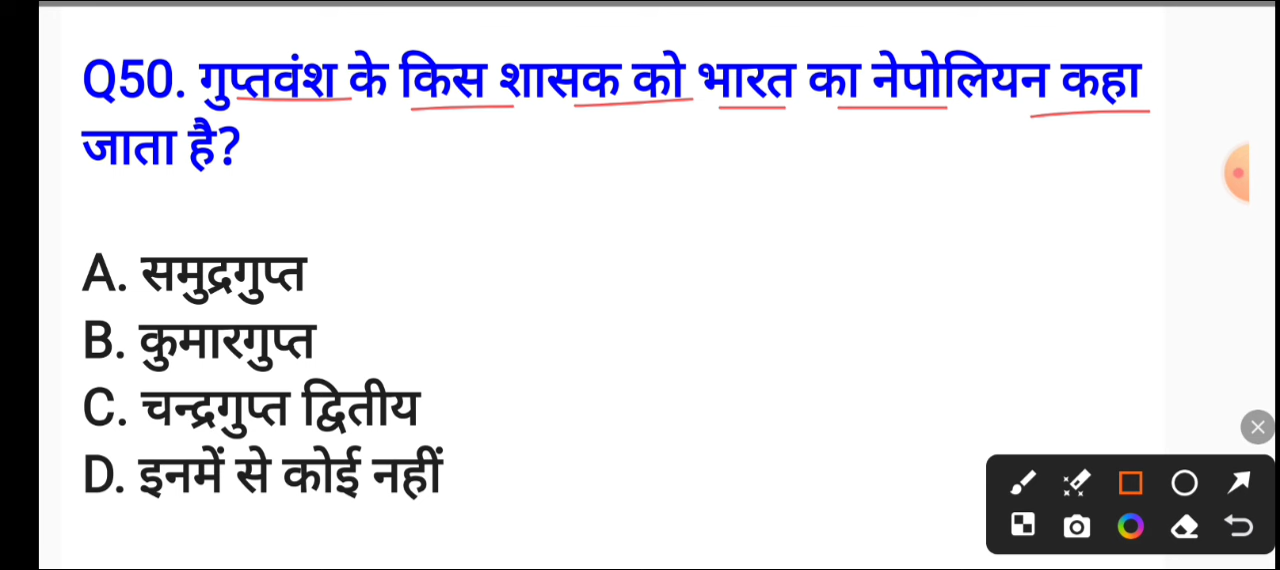 Q50. गुप्तवंश के किस शासक को भारत का नेपोलियन कहा
जाता है?
A. समुद्रगुप्त
B. कुमारगुप्त
C. चन्द्रगुप्त द्वितीय
D. इनमें से कोई नहीं